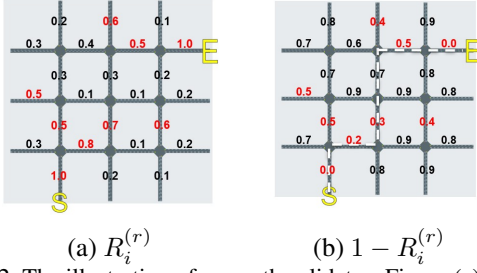 0.2 0.6 0.1
0.3 0.4 0.5 1.0 E
0.3 0.3 0.2
0.5 0.1 0.1 0.2
0.5 0.7 0.6
0.3 0.8 0.1 0.2
1.0 0.2 0.1
S
0.8 0.4 0.9
0.7 0.6 0.5 0.0 E
0.7 0.7 0.8
0.5 0.9 0.9 0.8
0.5 0.3 0.4
0.7 0.2 0.9 0.8
0.0 0.8 0.9
S
(a) $R_i^{(r)}$
(b) $1 - R_i^{(r)}$